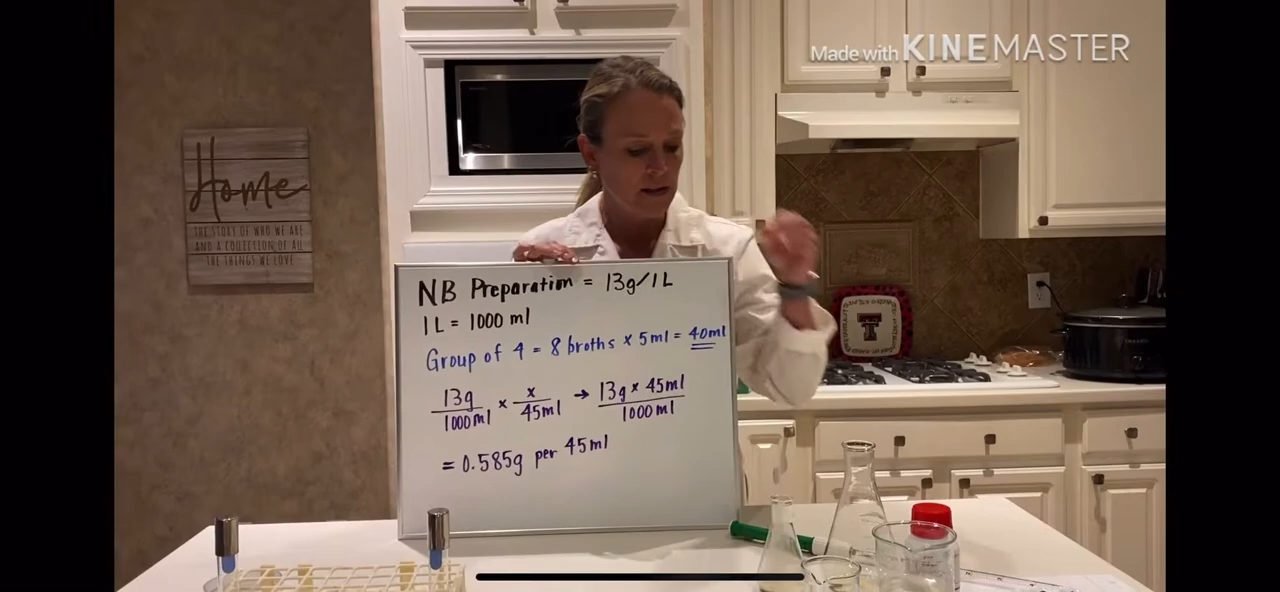 Made with KINEMASTER
Home
THE STORY OF WHO WE ARE
AND A COLLECTION OF ALL
THE THINGS WE LOVE
NB Preparation = 13g/1L
1L = 1000 ml
Group of 4 = 8 broths × 5ml = 40ml
13g/1000ml × x/45ml → 13g × 45ml/1000ml
= 0.585g per 45ml
T